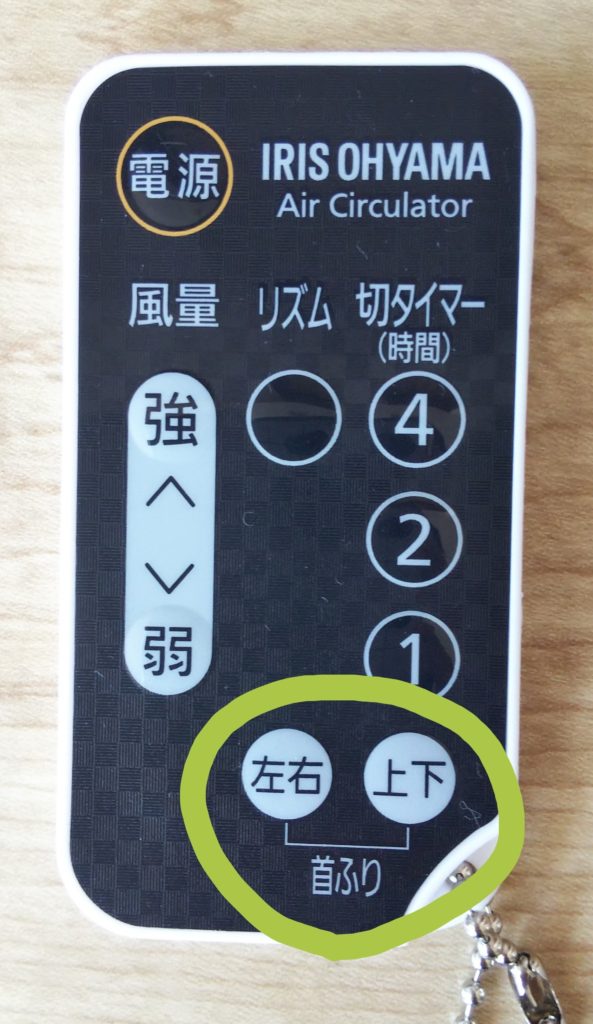 電源
IRIS OHYAMA
Air Circulator
風量
リズム
切タイマー
(時間)
強
弱
4
2
1
左右
上下
首ふり